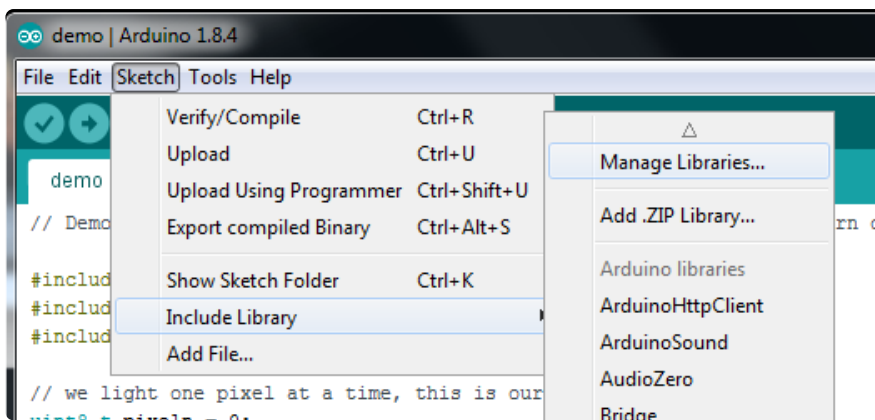 demo | Arduino 1.8.4
File Edit Sketch Tools Help
Verify/Compile Ctrl+R
Upload Ctrl+U
Upload Using Programmer Ctrl+Shift+U
Export compiled Binary Ctrl+Alt+S
Show Sketch Folder Ctrl+K
Include Library
Add File...
Manage Libraries...
Add .ZIP Library...
Arduino libraries
ArduinoHttpClient
ArduinoSound
AudioZero
Bridge
demo
// Demo
#includ
#includ
#includ
// we light one pixel at a time, this is our
uint8_t pixeln = 0;